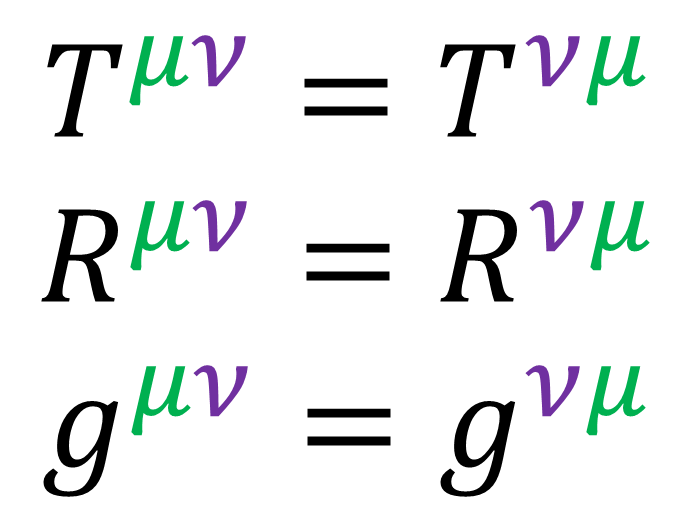 T^{μν} = T^{νμ}
R^{μν} = R^{νμ}
g^{μν} = g^{νμ}